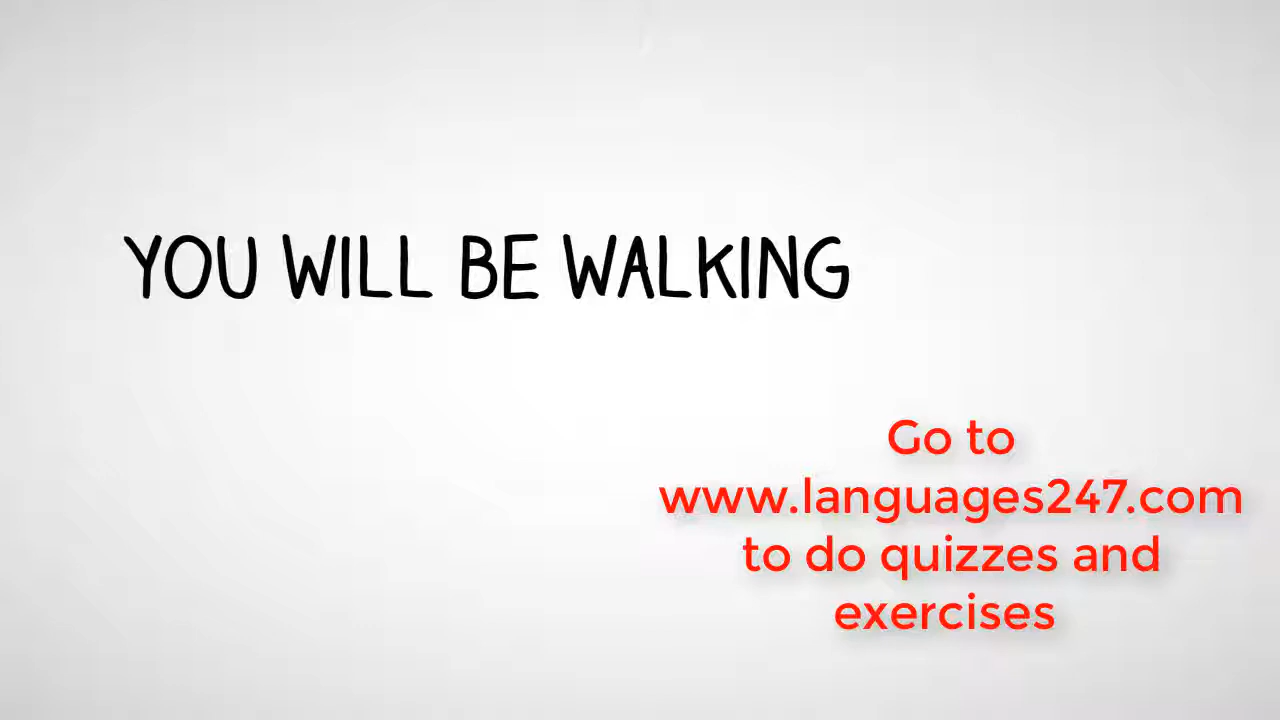 YOU WILL BE WALKING
Go to
www.languages247.com
to do quizzes and
exercises